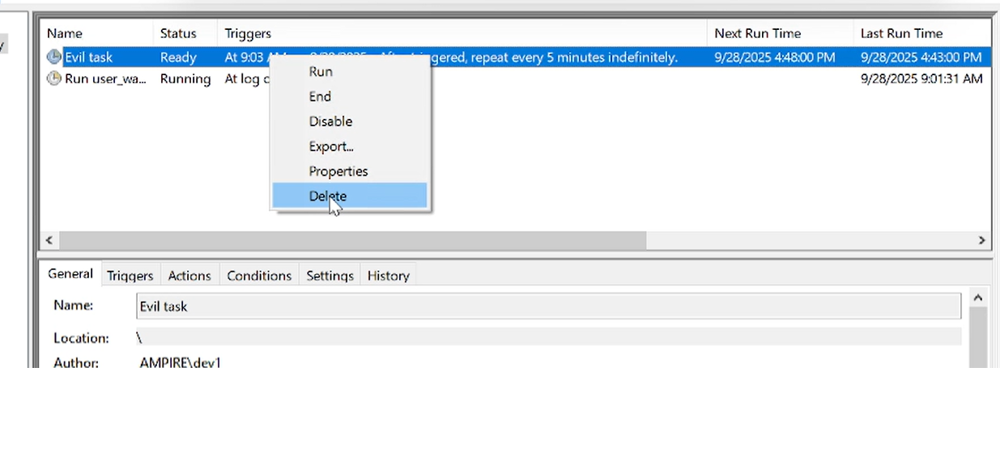 Name Status Triggers Next Run Time Last Run Time
Evil task Ready At 9:03 After triggered, repeat every 5 minutes indefinitely. 9/28/2025 4:48:00 PM 9/28/2025 4:43:00 PM
Run user_wa... Running At log 9/28/2025 9:01:31 AM
Run
End
Disable
Export...
Properties
Delete
General Triggers Actions Conditions Settings History
Name: Evil task
Location: \
Author: AMPIRE\dev1